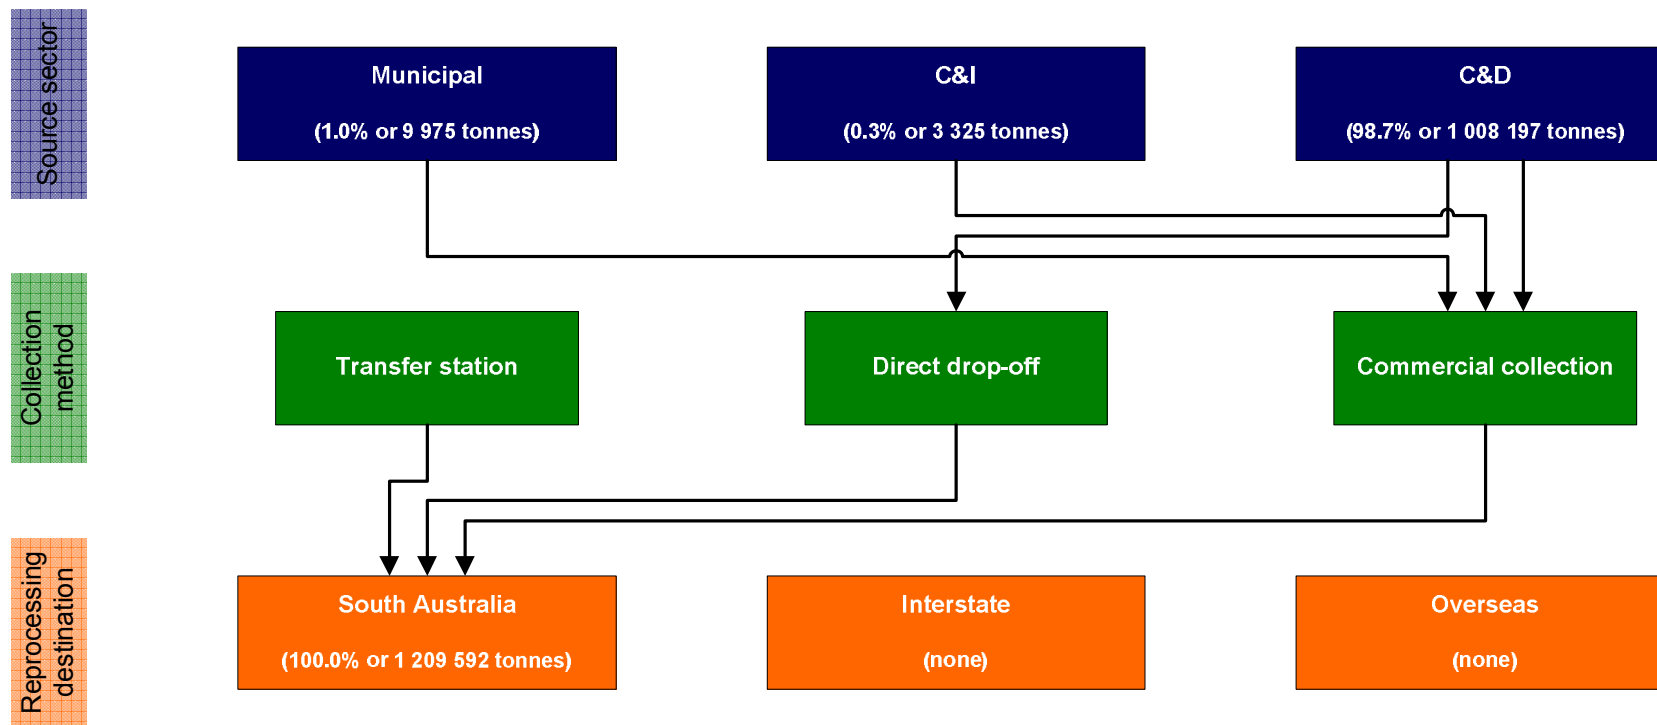 Source sector
Municipal
(1.0% or 9 975 tonnes)
C&I
(0.3% or 3 325 tonnes)
C&D
(98.7% or 1 008 197 tonnes)
Collection
method
Transfer station
Direct drop-off
Commercial collection
Reprocessing
destination
South Australia
(100.0% or 1 209 592 tonnes)
Interstate
(none)
Overseas
(none)